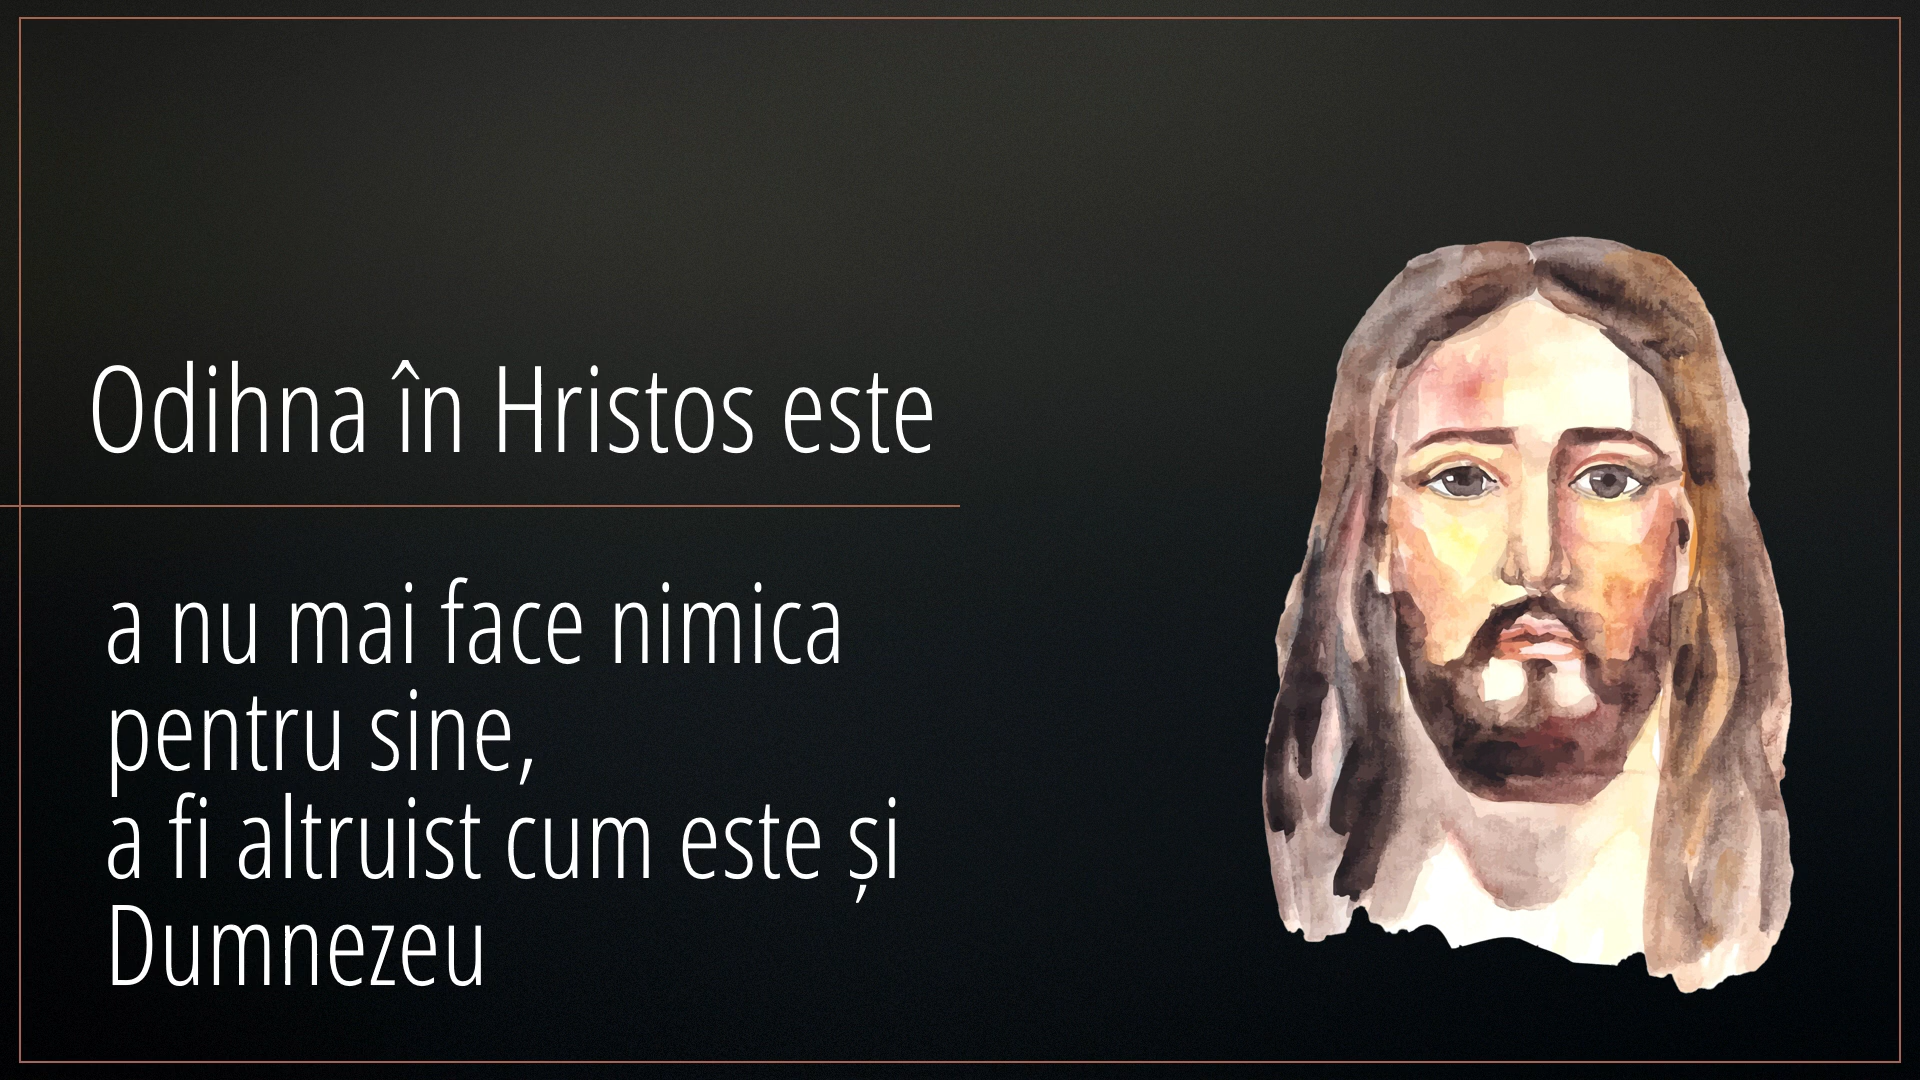 Odihna în Hristos este
a nu mai face nimica
pentru sine,
a fi altruist cum este și
Dumnezeu